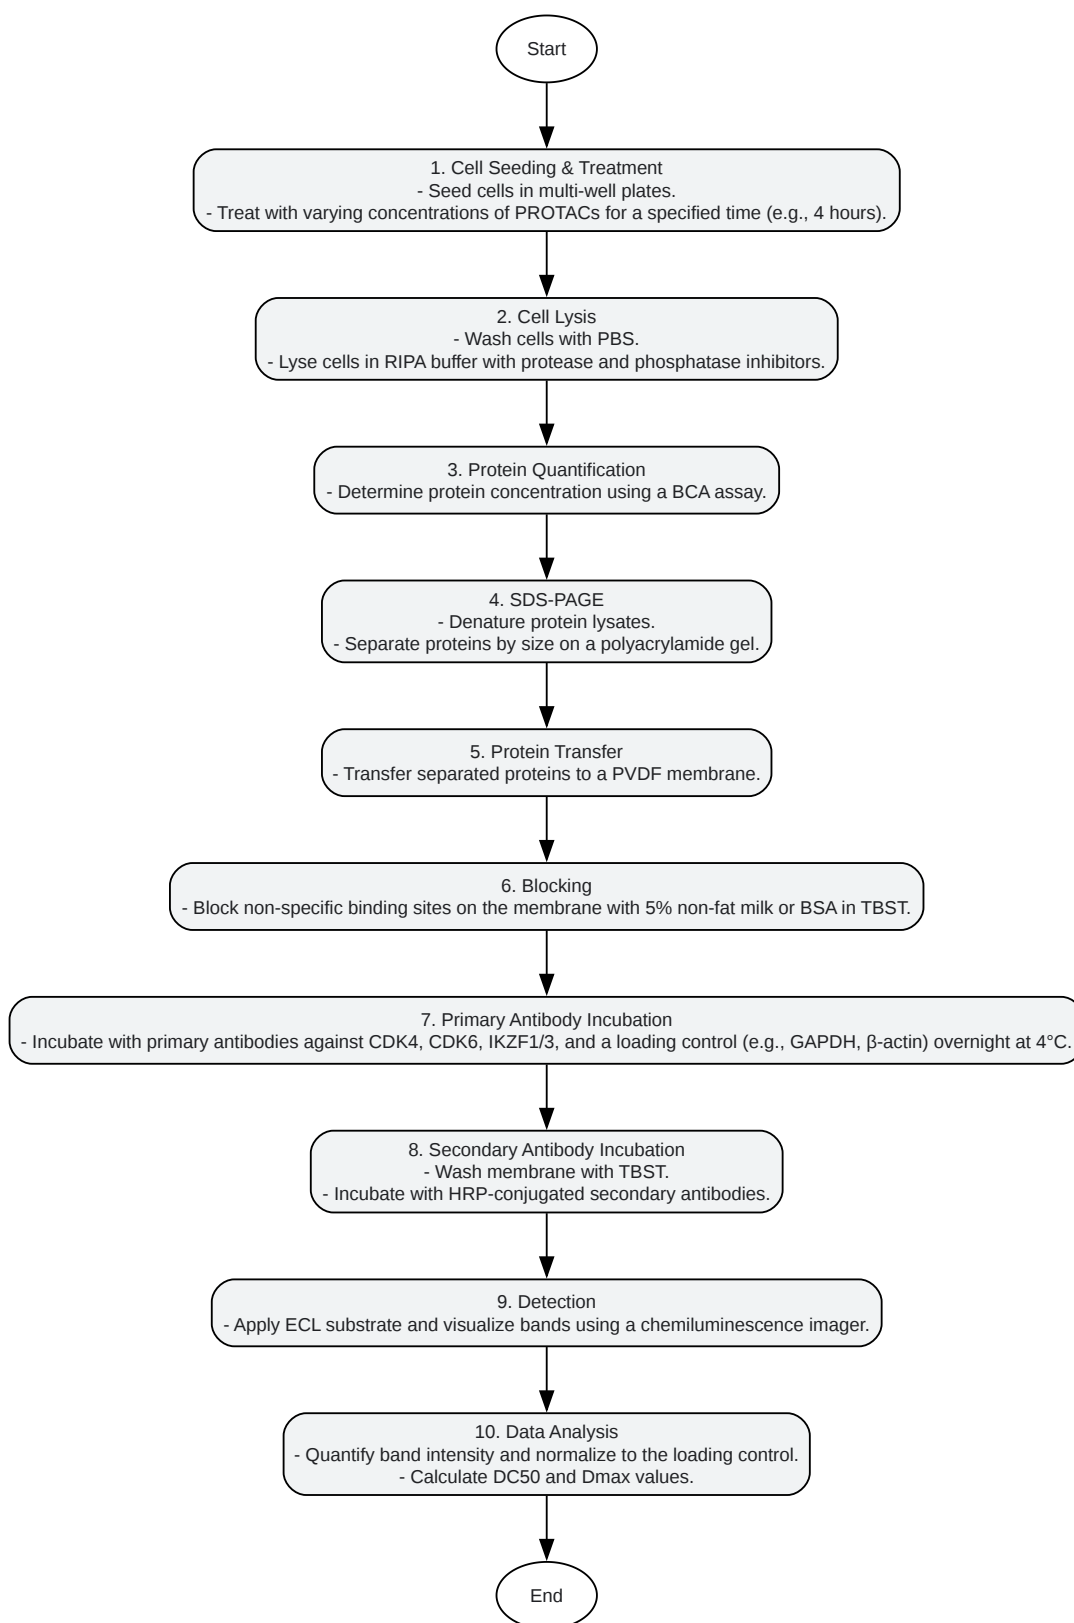 Start
1. Cell Seeding & Treatment
- Seed cells in multi-well plates.
- Treat with varying concentrations of PROTACs for a specified time (e.g., 4 hours).
2. Cell Lysis
- Wash cells with PBS.
- Lyse cells in RIPA buffer with protease and phosphatase inhibitors.
3. Protein Quantification
- Determine protein concentration using a BCA assay.
4. SDS-PAGE
- Denature protein lysates.
- Separate proteins by size on a polyacrylamide gel.
5. Protein Transfer
- Transfer separated proteins to a PVDF membrane.
6. Blocking
- Block non-specific binding sites on the membrane with 5% non-fat milk or BSA in TBST.
7. Primary Antibody Incubation
- Incubate with primary antibodies against CDK4, CDK6, IKZF1/3, and a loading control (e.g., GAPDH, β-actin) overnight at 4°C.
8. Secondary Antibody Incubation
- Wash membrane with TBST.
- Incubate with HRP-conjugated secondary antibodies.
9. Detection
- Apply ECL substrate and visualize bands using a chemiluminescence imager.
10. Data Analysis
- Quantify band intensity and normalize to the loading control.
- Calculate DC50 and Dmax values.
End